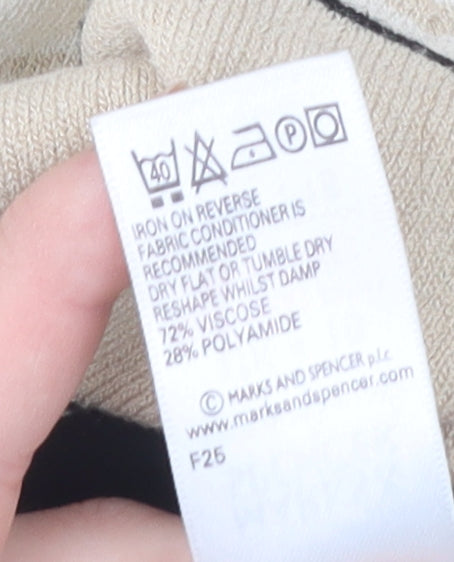 40
P
IRON ON REVERSE
FABRIC CONDITIONER IS
RECOMMENDED
DRY FLAT OR TUMBLE DRY
RESHAPE WHILST DAMP
72% VISCOSE
28% POLYAMIDE
© MARKS AND SPENCER p.l.c.
www.marksandspencer.com
F25